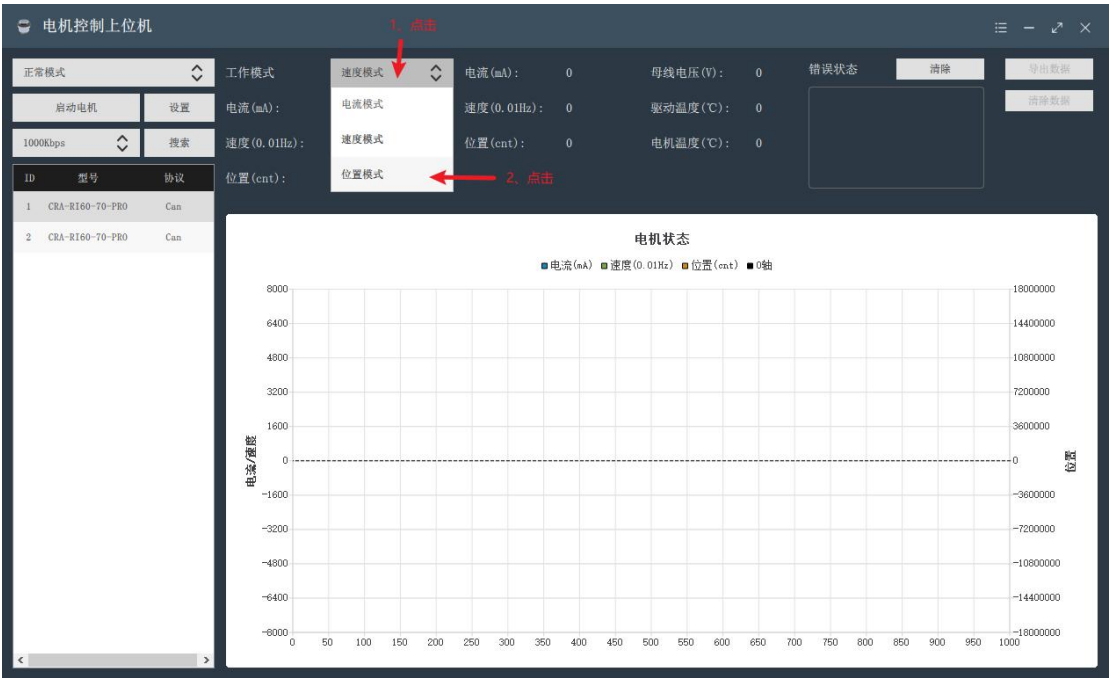 电机控制上位机
1、点击
正常模式
启动电机 设置
1000Kbps 搜索
ID 型号 协议
1 CRA-RI60-70-PRO Can
2 CRA-RI60-70-PRO Can
工作模式 速度模式
电流(mA):
速度(0.01Hz):
位置(cnt):
电流模式
速度模式
位置模式
2、点击
电流(mA): 0 母线电压(V): 0
速度(0.01Hz): 0 驱动温度(℃): 0
位置(cnt): 0 电机温度(℃): 0
错误状态 清除
导出数据
清除数据
电机状态
电流(mA) 速度(0.01Hz) 位置(cnt) 0轴
电流/速度
8000
6400
4800
3200
1600
0
-1600
-3200
-4800
-6400
-8000
18000000
14400000
10800000
7200000
3600000
0
-3600000
-7200000
-10800000
-14400000
-18000000
位置
0 50 100 150 200 250 300 350 400 450 500 550 600 650 700 750 800 850 900 950 1000